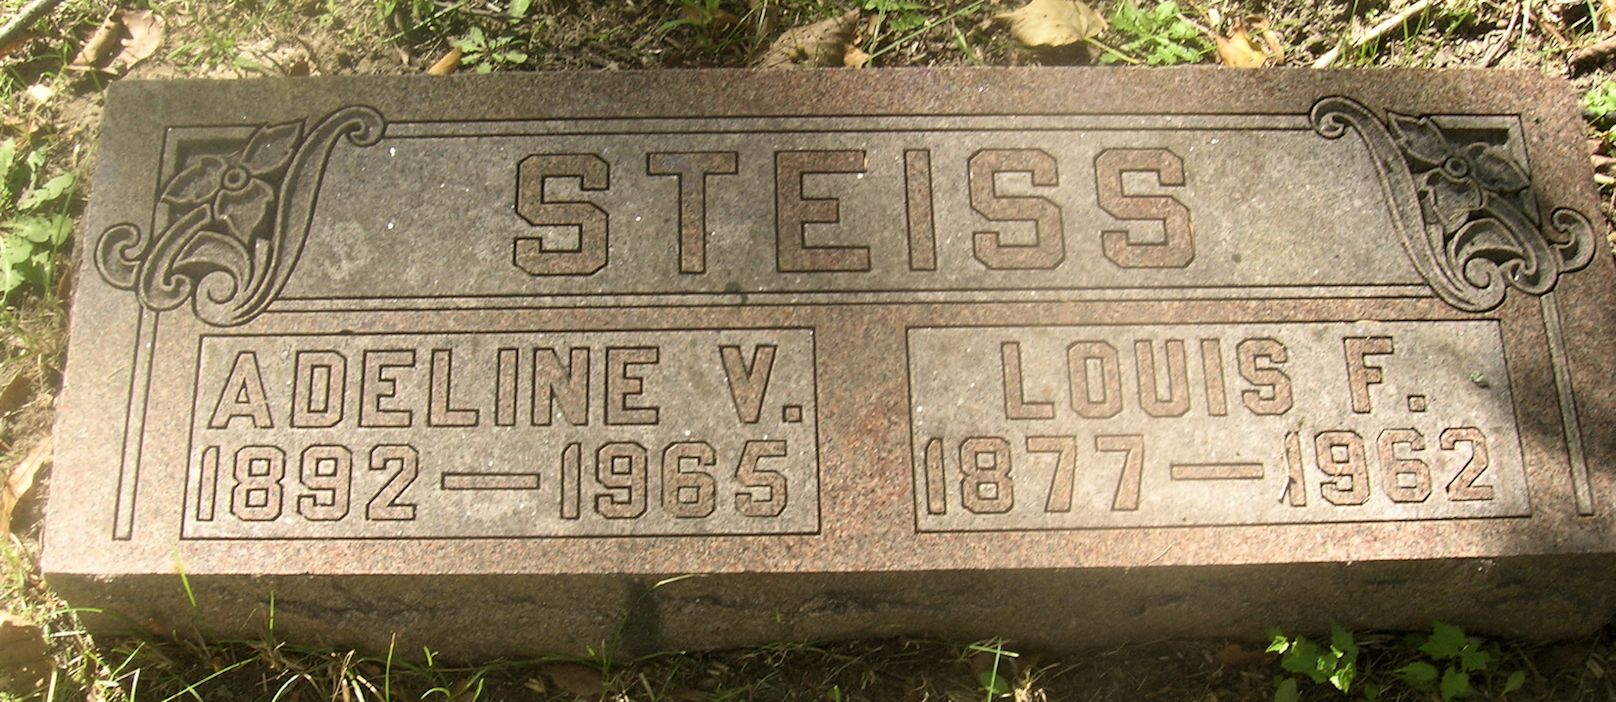 STEISS
ADELINE V.
1892—1965
LOUIS F.
1877—1962